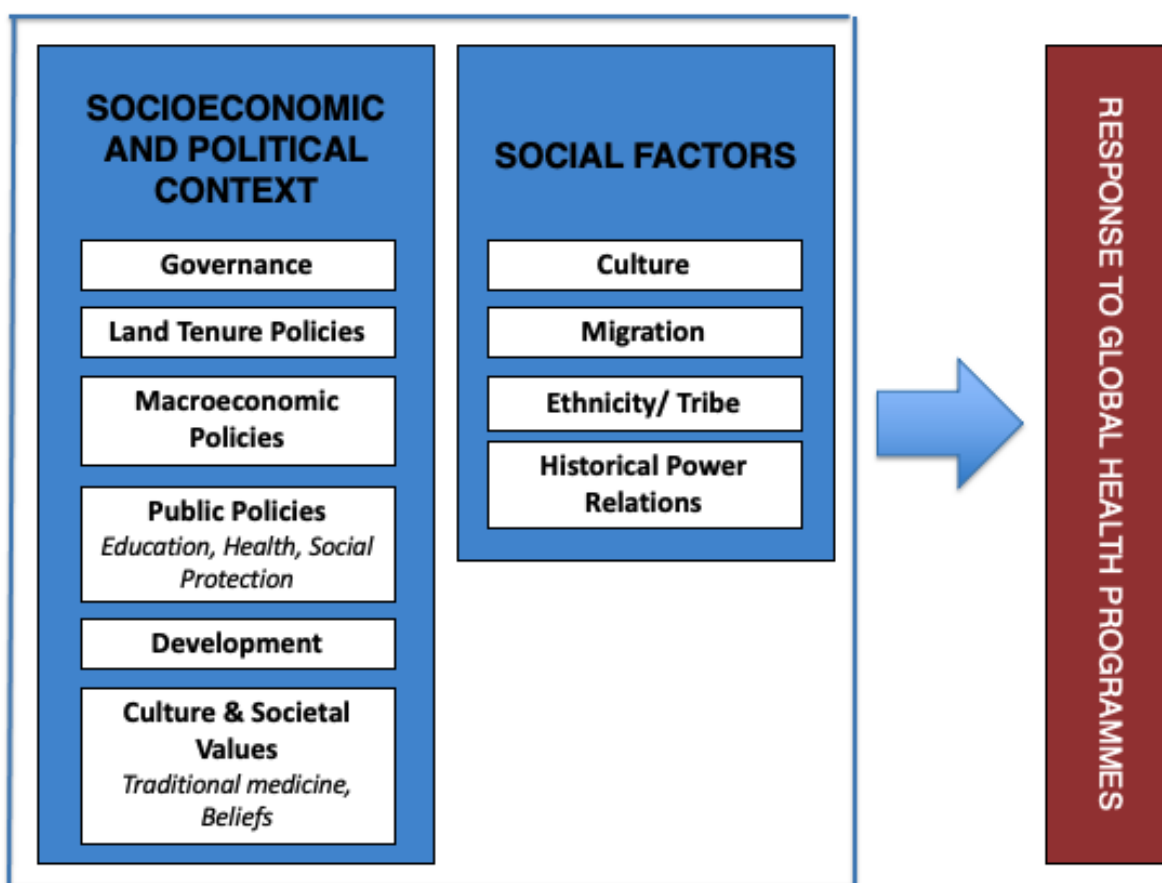 SOCIOECONOMIC
AND POLITICAL
CONTEXT
Governance
Land Tenure Policies
Macroeconomic
Policies
Public Policies
Education, Health, Social
Protection
Development
Culture & Societal
Values
Traditional medicine,
Beliefs
SOCIAL FACTORS
Culture
Migration
Ethnicity/ Tribe
Historical Power
Relations
RESPONSE TO GLOBAL HEALTH PROGRAMMES